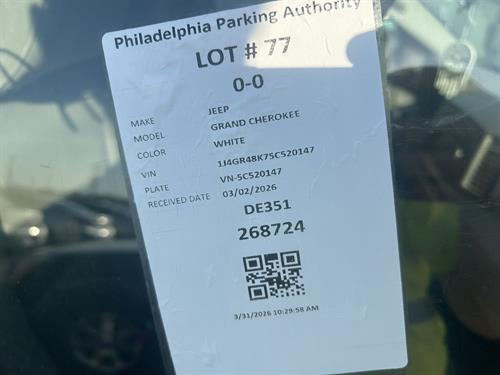 Philadelphia Parking Authority
LOT # 77
0-0
MAKE JEEP
MODEL GRAND CHEROKEE
COLOR WHITE
VIN 1J4GR48K75C520147
PLATE VN-5C520147
RECEIVED DATE 03/02/2026
DE351
268724
3/31/2026 10:29:58 AM